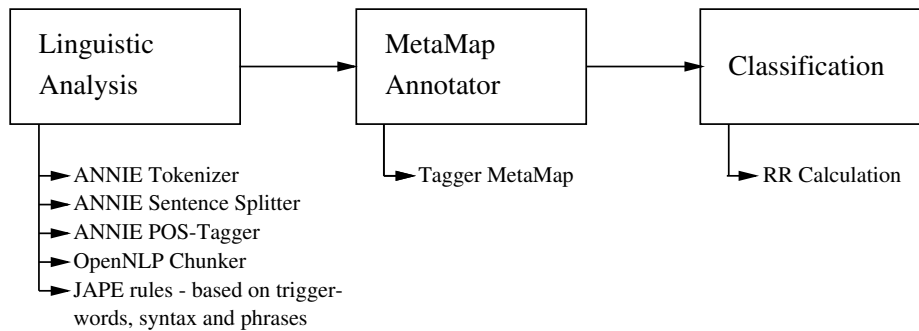 Linguistic
Analysis
MetaMap
Annotator
Classification
ANNIE Tokenizer
ANNIE Sentence Splitter
ANNIE POS-Tagger
OpenNLP Chunker
JAPE rules - based on trigger-
words, syntax and phrases
Tagger MetaMap
RR Calculation